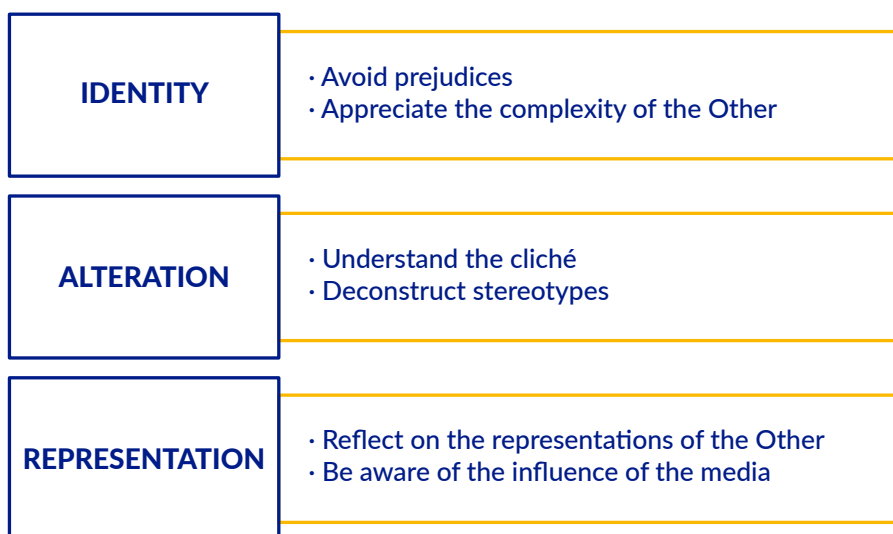 IDENTITY
· Avoid prejudices
· Appreciate the complexity of the Other
ALTERATION
· Understand the cliché
· Deconstruct stereotypes
REPRESENTATION
· Reflect on the representations of the Other
· Be aware of the influence of the media